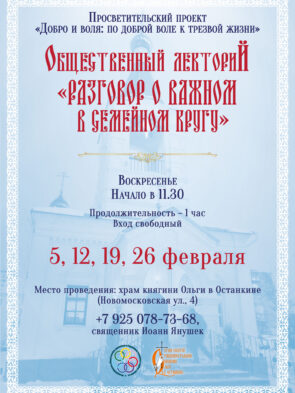 Просветительский проект
«Добро и воля: по доброй воле к трезвой жизни»
Общественный лекторий
«Разговор о важном
в семейном кругу»
Воскресенье
Начало в 11.30
Продолжительность – 1 час
Вход свободный
5, 12, 19, 26 февраля
Место проведения: храм княгини Ольги в Останкине
(Новомосковская ул., 4)
+7 925 078-73-68,
священник Иоанн Янушек